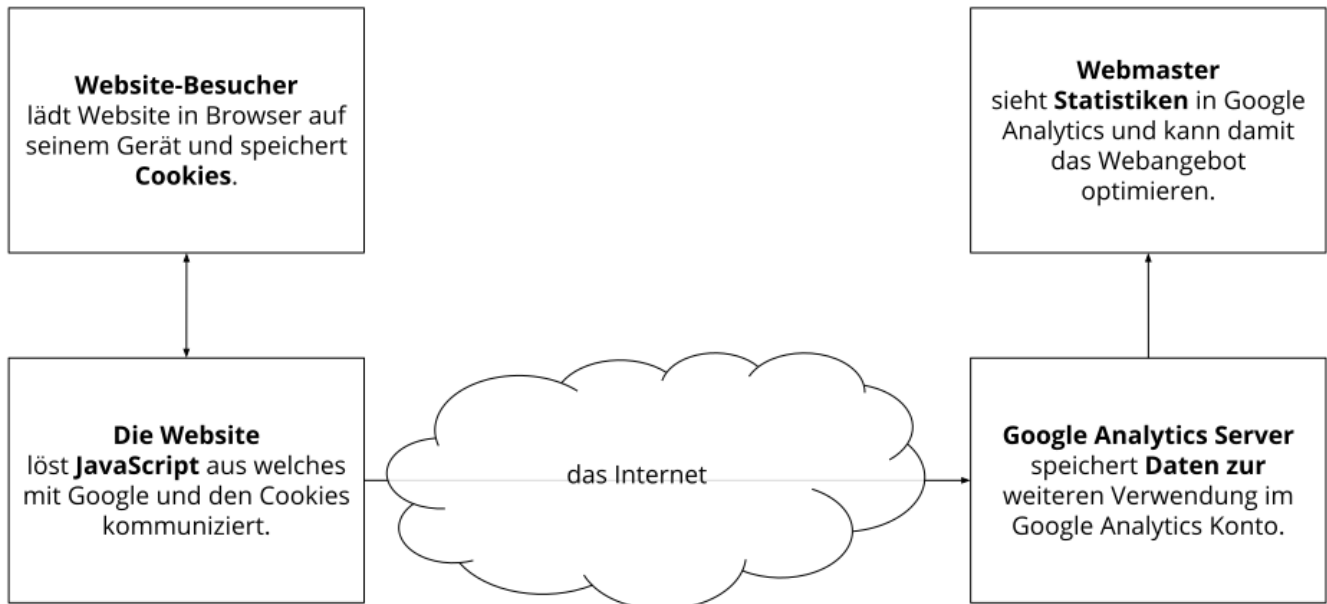 Website-Besucher
lädt Website in Browser auf
seinem Gerät und speichert
Cookies.
Webmaster
sieht Statistiken in Google
Analytics und kann damit
das Webangebot
optimieren.
Die Website
löst JavaScript aus welches
mit Google und den Cookies
kommuniziert.
das Internet
Google Analytics Server
speichert Daten zur
weiteren Verwendung im
Google Analytics Konto.